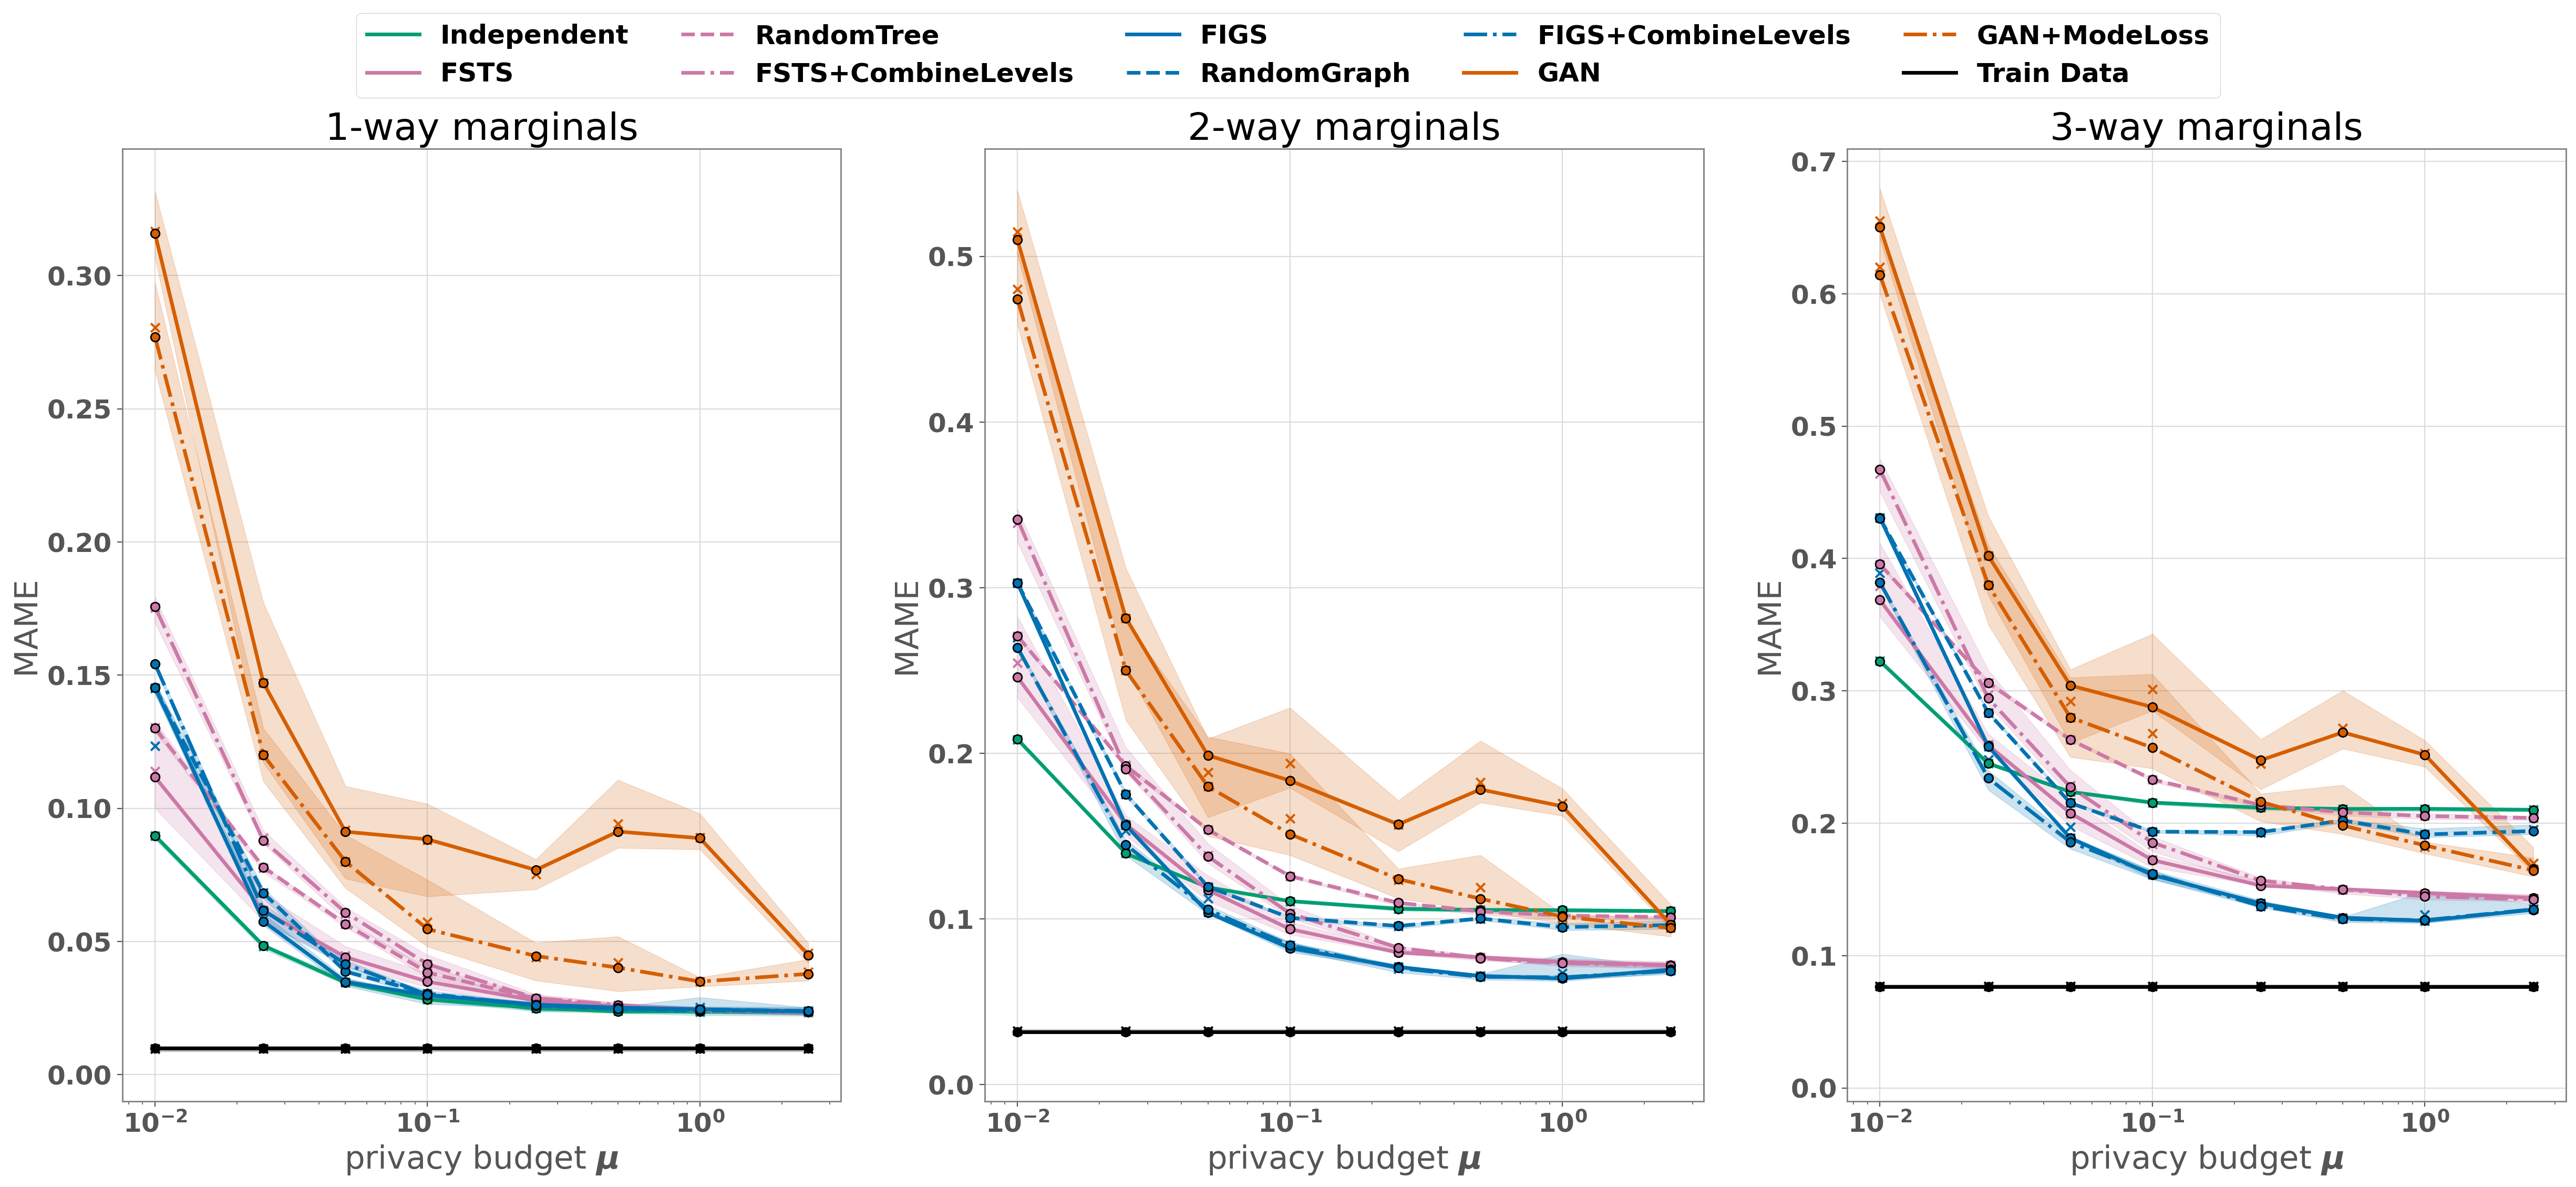 Independent RandomTree FIGS FIGS+CombineLevels GAN+ModeLoss
FSTS FSTS+CombineLevels RandomGraph GAN Train Data
1-way marginals
0.30
0.25
0.20
0.15
0.10
0.05
0.00
MAME
10⁻² 10⁻¹ 10⁰
privacy budget μ
2-way marginals
0.5
0.4
0.3
0.2
0.1
0.0
MAME
10⁻² 10⁻¹ 10⁰
privacy budget μ
3-way marginals
0.7
0.6
0.5
0.4
0.3
0.2
0.1
0.0
MAME
10⁻² 10⁻¹ 10⁰
privacy budget μ